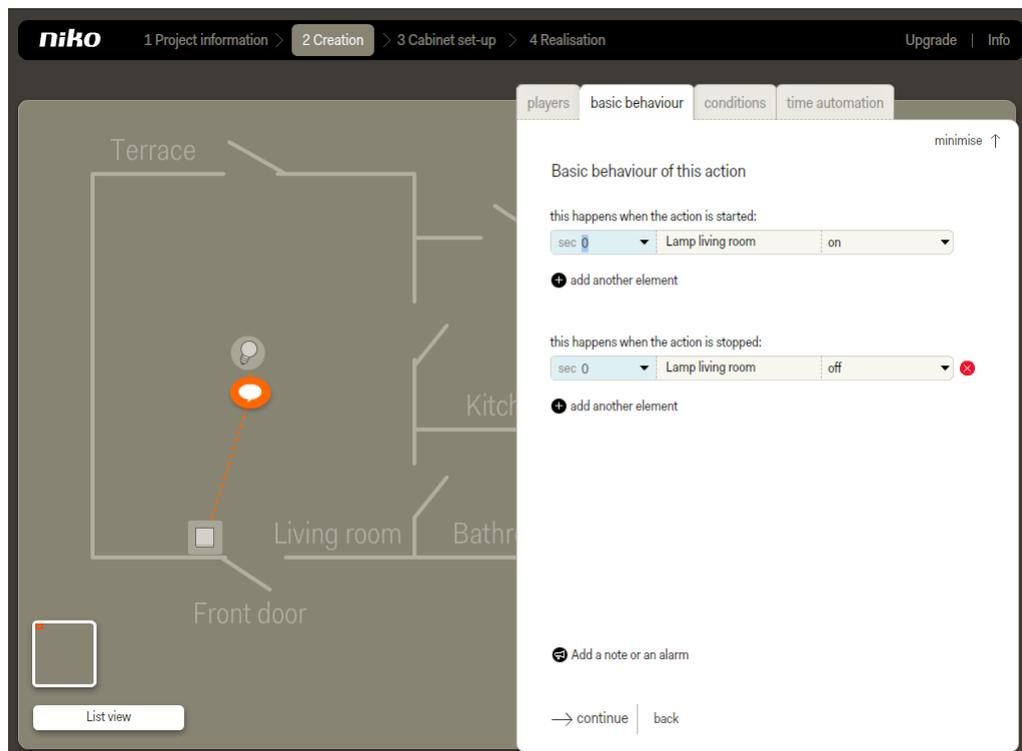 niko
1 Project information
2 Creation
3 Cabinet set-up
4 Realisation
Upgrade | Info
players
basic behaviour
conditions
time automation
minimise
Basic behaviour of this action
this happens when the action is started:
sec 0 Lamp living room on
add another element
this happens when the action is stopped:
sec 0 Lamp living room off
add another element
Add a note or an alarm
continue
back
Terrace
Kitch
Living room
Bathr
Front door
List view